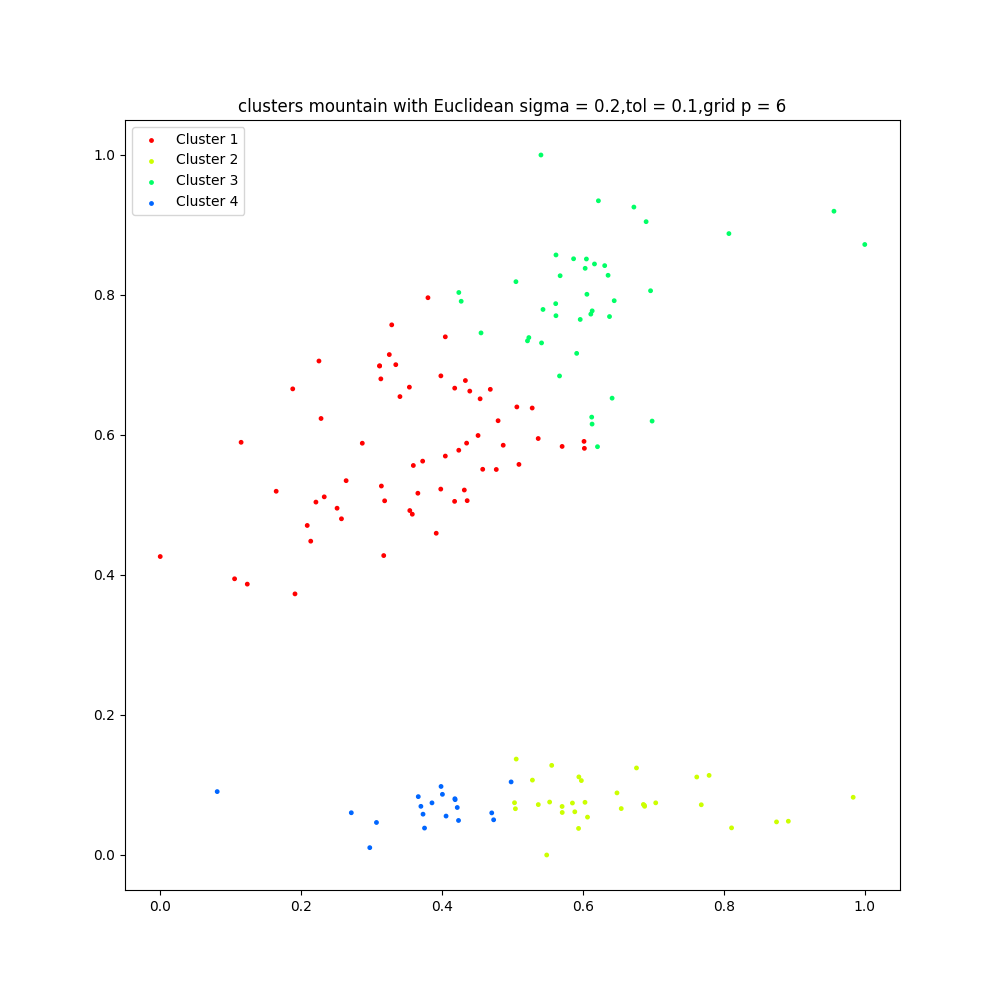 clusters mountain with Euclidean sigma = 0.2,tol = 0.1,grid p = 6
Cluster 1
Cluster 2
Cluster 3
Cluster 4
1.0
0.8
0.6
0.4
0.2
0.0
0.0 0.2 0.4 0.6 0.8 1.0